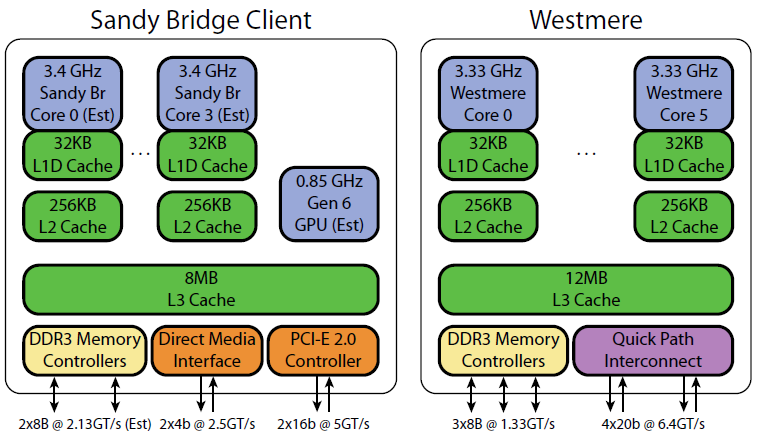 Sandy Bridge Client
3.4 GHz
Sandy Br
Core 0 (Est)
32KB
L1D Cache
256KB
L2 Cache
...
3.4 GHz
Sandy Br
Core 3 (Est)
32KB
L1D Cache
256KB
L2 Cache
0.85 GHz
Gen 6
GPU (Est)
8MB
L3 Cache
DDR3 Memory
Controllers
Direct Media
Interface
PCI-E 2.0
Controller
2x8B @ 2.13GT/s (Est)
2x4b @ 2.5GT/s
2x16b @ 5GT/s
Westmere
3.33 GHz
Westmere
Core 0
32KB
L1D Cache
256KB
L2 Cache
...
3.33 GHz
Westmere
Core 5
32KB
L1D Cache
256KB
L2 Cache
12MB
L3 Cache
DDR3 Memory
Controllers
Quick Path
Interconnect
3x8B @ 1.33GT/s
4x20b @ 6.4GT/s